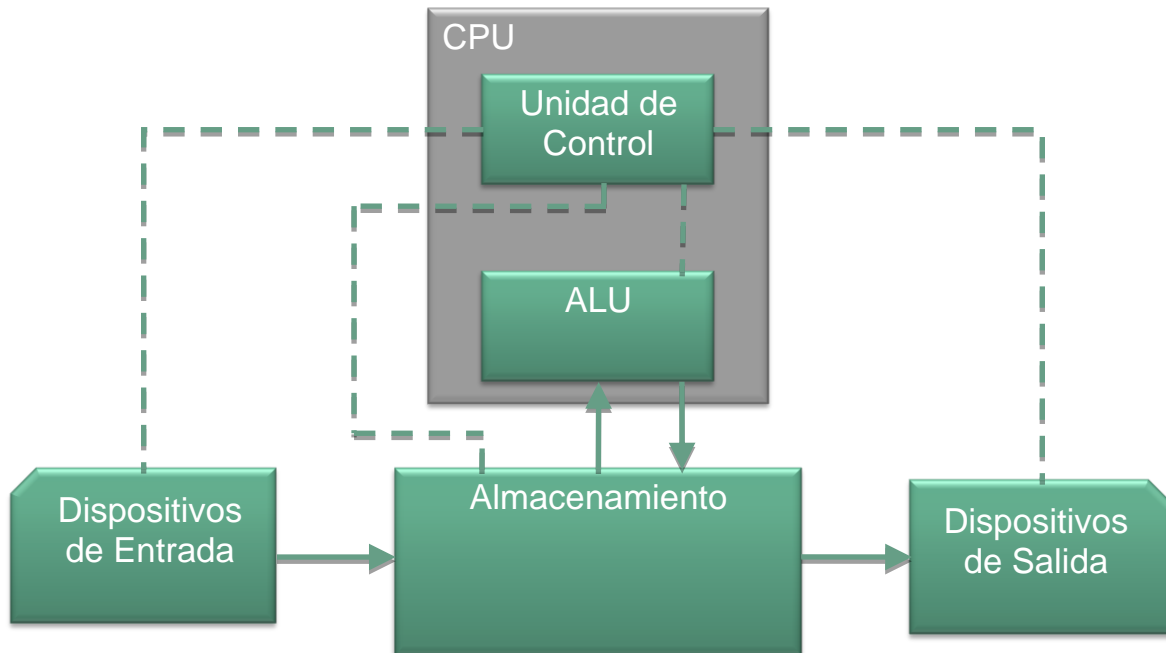 CPU
Unidad de
Control
ALU
Almacenamiento
Dispositivos
de Entrada
Dispositivos
de Salida